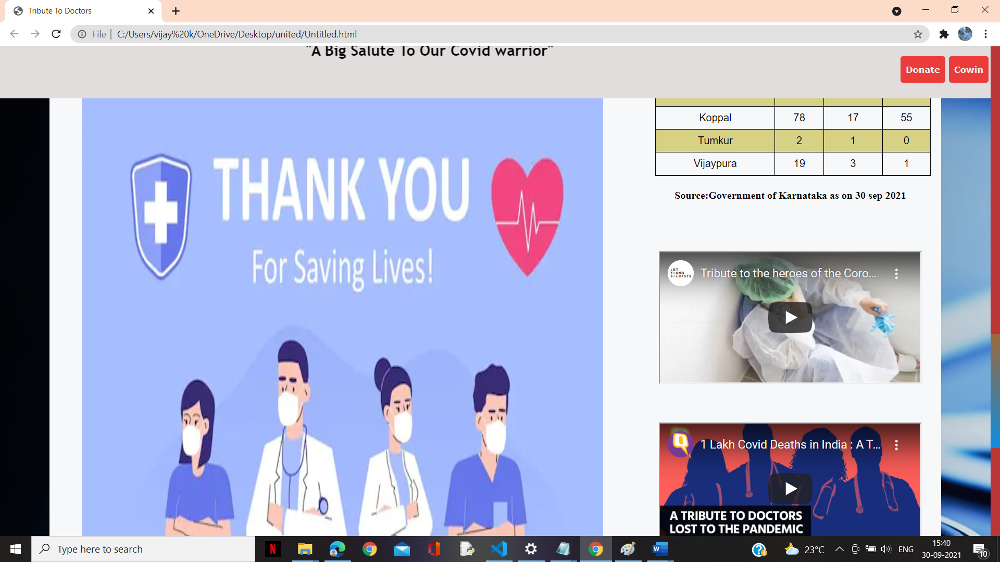 Tribute To Doctors
File | C:/Users/vijay%20k/OneDrive/Desktop/united/Untitled.html
"A Big Salute To Our Covid warrior"
Donate Cowin
THANK YOU
For Saving Lives!
Koppal 78 17 55
Tumkur 2 1 0
Vijaypura 19 3 1
Source:Government of Karnataka as on 30 sep 2021
LGT
YOUNG
SOLOISTS
Tribute to the heroes of the Coro...
1 Lakh Covid Deaths in India : A T...
A TRIBUTE TO DOCTORS
LOST TO THE PANDEMIC
Type here to search
23°C
ENG
15:40
30-09-2021
10